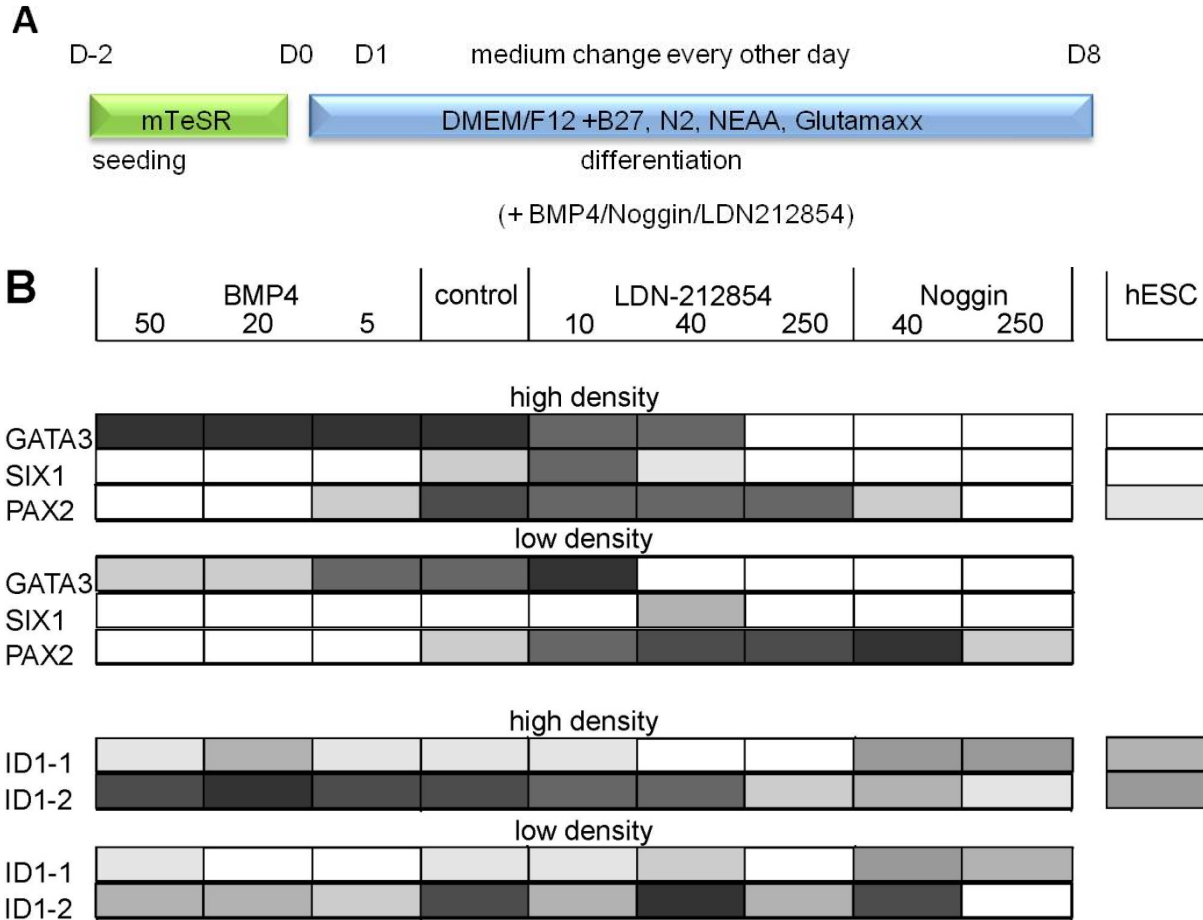 A
D-2 D0 D1 medium change every other day D8
mTeSR DMEM/F12 +B27, N2, NEAA, Glutamaxx
seeding differentiation
(+ BMP4/Noggin/LDN212854)
B BMP4 control LDN-212854 Noggin hESC
50 20 5 10 40 250 40 250
high density
GATA3
SIX1
PAX2
low density
GATA3
SIX1
PAX2
high density
ID1-1
ID1-2
low density
ID1-1
ID1-2